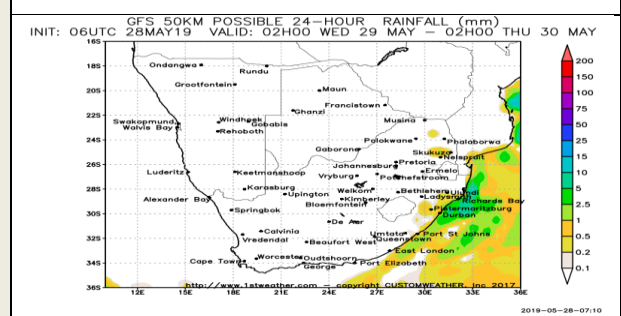 GFS 50KM POSSIBLE 24-HOUR RAINFALL (mm)
INIT: 06UTC 28MAY19 VALID: 02H00 WED 29 MAY - 02H00 THU 30 MAY
16S
18S
20S
22S
24S
26S
28S
30S
32S
34S
36S
Ondangwa
Rundu
Grootfontein
Maun
Francistown
Ghanzi
Windhoek
Gobabis
Swakopmund
Walvis Bay
Rehoboth
Musina
Polokwane
Phalaborwa
Gaborone
Skukuza
Nelspruit
Pretoria
Johannesburg
Luderitz
Keetmanshoop
Vryburg
Potchefstroom
Ermelo
Karasburg
Upington
Welkom
Bethlehem
Ulundi
Alexander Bay
Kimberley
Ladysmith
Richards Bay
Bloemfontein
Springbok
Pietermaritzburg
Durban
De Aar
Calvinia
Vredendal
Umtata
Port St Johns
Beaufort West
Queenstown
East London
Worcester
Oudtshoorn
Cape Town
George
Port Elizabeth
http://www.1stweather.com - copyright CUSTOMWEATHER, Inc 2017
12E
15E
18E
21E
24E
27E
30E
33E
36E
200
150
100
75
50
25
15
10
5
2.5
1
0.5
0.2
0.1
2019-05-28-07:10